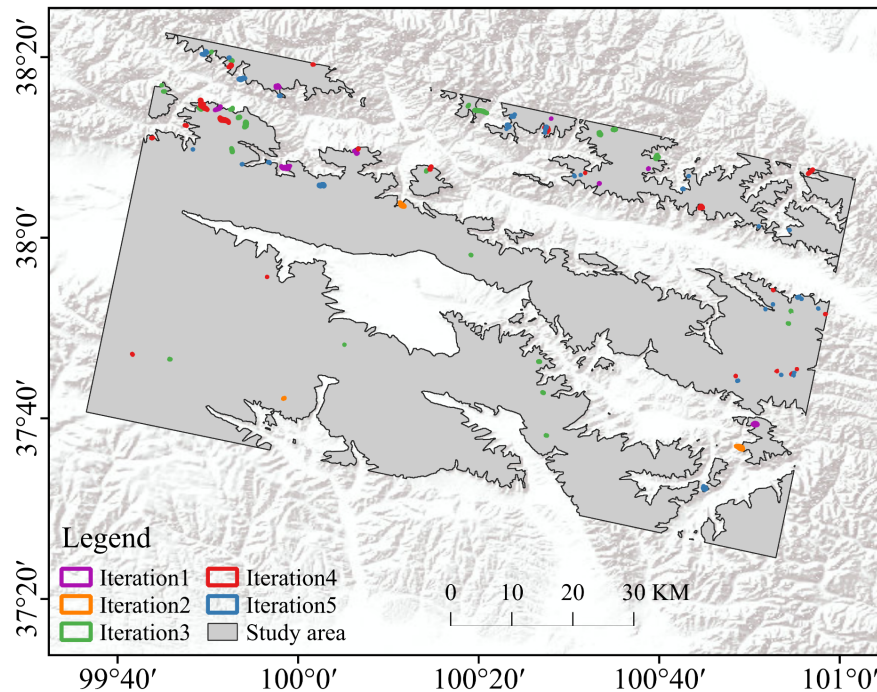 38°20′
38°0′
37°40′
37°20′
Legend
Iteration1
Iteration4
Iteration2
Iteration5
Iteration3
Study area
0 10 20 30 KM
99°40′ 100°0′ 100°20′ 100°40′ 101°0′